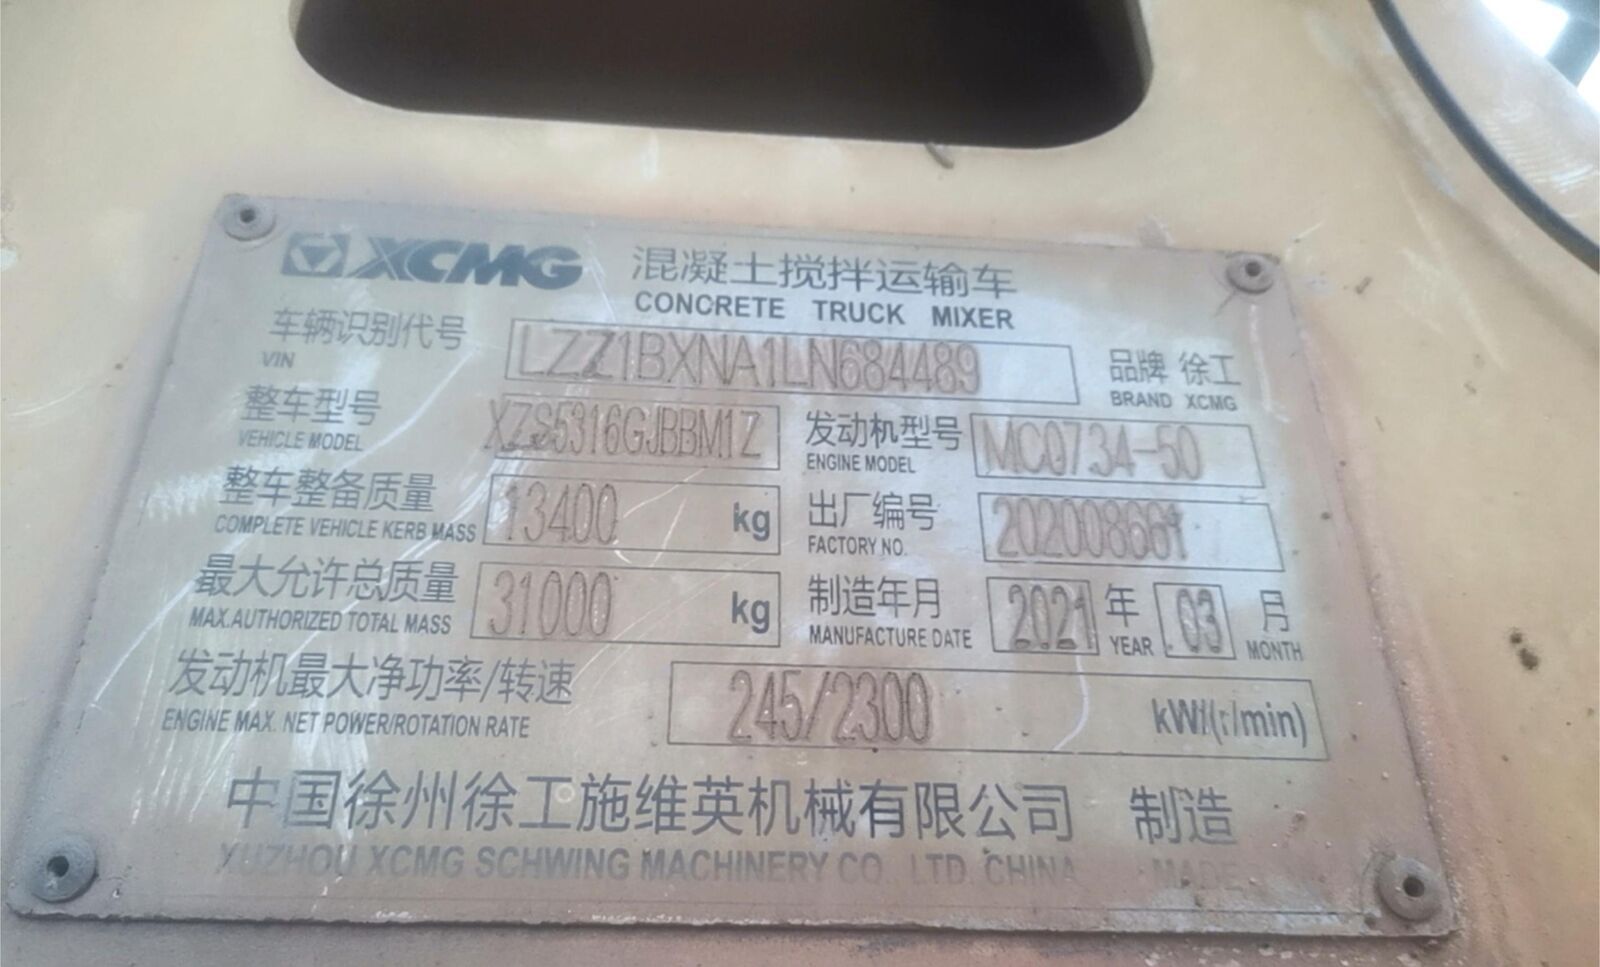 XCMG 混凝土搅拌运输车
CONCRETE TRUCK MIXER
车辆识别代号 LZZ1BXNA1LN684489 品牌 徐工
VIN BRAND XCMG
整车型号 XZS5316GJBBM1Z 发动机型号 MC07.34-50
VEHICLE MODEL ENGINE MODEL
整车整备质量 13400 kg 出厂编号 202008661
COMPLETE VEHICLE KERB MASS FACTORY NO.
最大允许总质量 31000 kg 制造年月 2021 年 03 月
MAX.AUTHORIZED TOTAL MASS MANUFACTURE DATE YEAR MONTH
发动机最大净功率/转速 245/2300 kW/(r/min)
ENGINE MAX. NET POWER/ROTATION RATE
中国徐州徐工施维英机械有限公司 制造
XUZHOU XCMG SCHWING MACHINERY CO., LTD. CHINA MADE